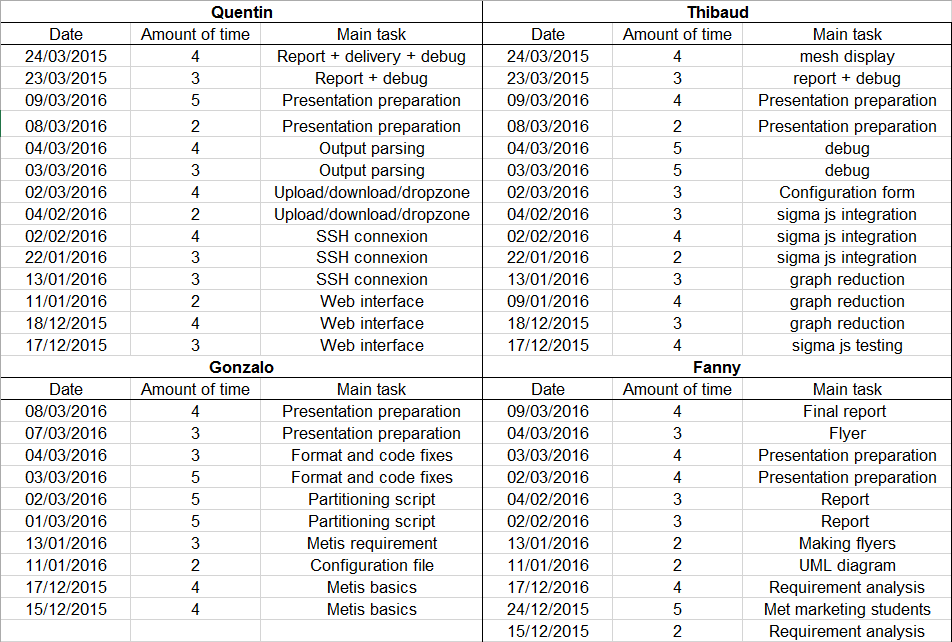 Quentin Thibaud
Date Amount of time Main task Date Amount of time Main task
24/03/2015 4 Report + delivery + debug 24/03/2015 4 mesh display
23/03/2015 3 Report + debug 23/03/2015 3 report + debug
09/03/2016 5 Presentation preparation 09/03/2016 4 Presentation preparation
08/03/2016 2 Presentation preparation 08/03/2016 2 Presentation preparation
04/03/2016 4 Output parsing 04/03/2015 5 debug
03/03/2016 3 Output parsing 03/03/2015 5 debug
02/03/2016 4 Upload/download/dropzone 02/03/2016 3 Configuration form
04/02/2016 2 Upload/download/dropzone 04/02/2016 3 sigma js integration
02/02/2016 4 SSH connexion 02/02/2016 4 sigma js integration
22/01/2016 3 SSH connexion 22/01/2016 2 sigma js integration
13/01/2016 3 SSH connexion 13/01/2016 3 graph reduction
11/01/2016 2 Web interface 09/01/2016 4 graph reduction
18/12/2015 4 Web interface 18/12/2015 3 graph reduction
17/12/2015 3 Web interface 17/12/2015 4 sigma js testing
Gonzalo Fanny
Date Amount of time Main task Date Amount of time Main task
08/03/2016 4 Presentation preparation 09/03/2016 4 Final report
07/03/2016 3 Presentation preparation 04/03/2016 3 Flyer
04/03/2016 3 Format and code fixes 03/03/2016 4 Presentation preparation
03/03/2016 5 Format and code fixes 02/03/2016 4 Presentation preparation
02/03/2016 5 Partitioning script 04/02/2016 3 Report
01/03/2016 5 Partitioning script 02/02/2016 3 Report
13/01/2016 3 Metis requirement 13/01/2016 2 Making flyers
11/01/2016 2 Configuration file 11/01/2016 2 UML diagram
17/12/2015 4 Metis basics 17/12/2016 4 Requirement analysis
15/12/2015 4 Metis basics 24/12/2015 5 Met marketing students
15/12/2015 2 Requirement analysis